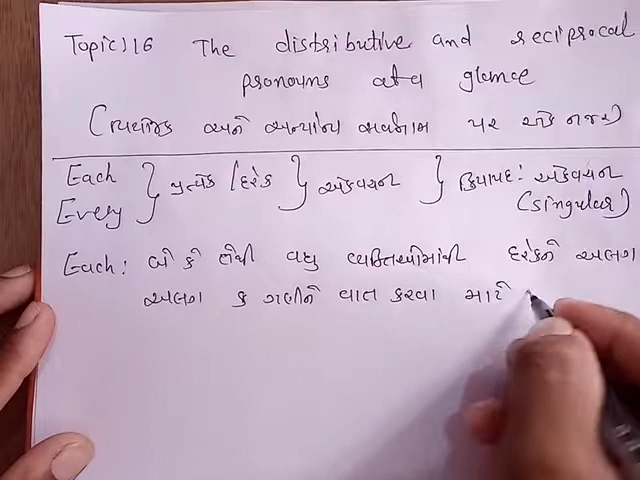 Topic:16 The distributive and reciprocal
pronouns at a glance
( અને અન્યોન્ય સર્વનામ પર એક નજર)
Each } પ્રત્યેક / દરેક } એકવચન } ક્રિયાપદ: એકવચન
Every (singular)
Each: બે કે તેથી વધુ વ્યક્તિઓમાંથી દરેકને અલગ
અલગ ગણીને વાત કરવા માટે